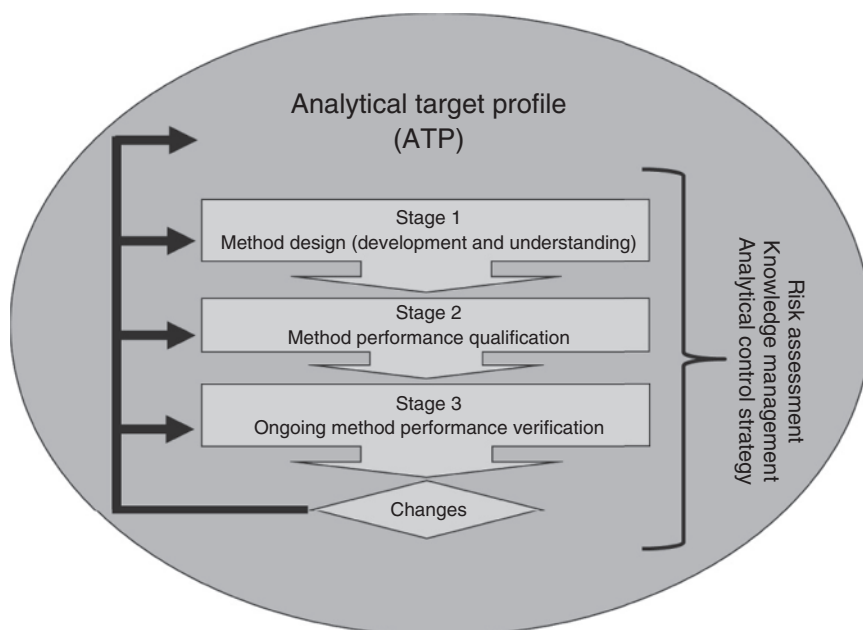 Analytical target profile
(ATP)
Stage 1
Method design (development and understanding)
Stage 2
Method performance qualification
Stage 3
Ongoing method performance verification
Changes
Risk assessment
Knowledge management
Analytical control strategy